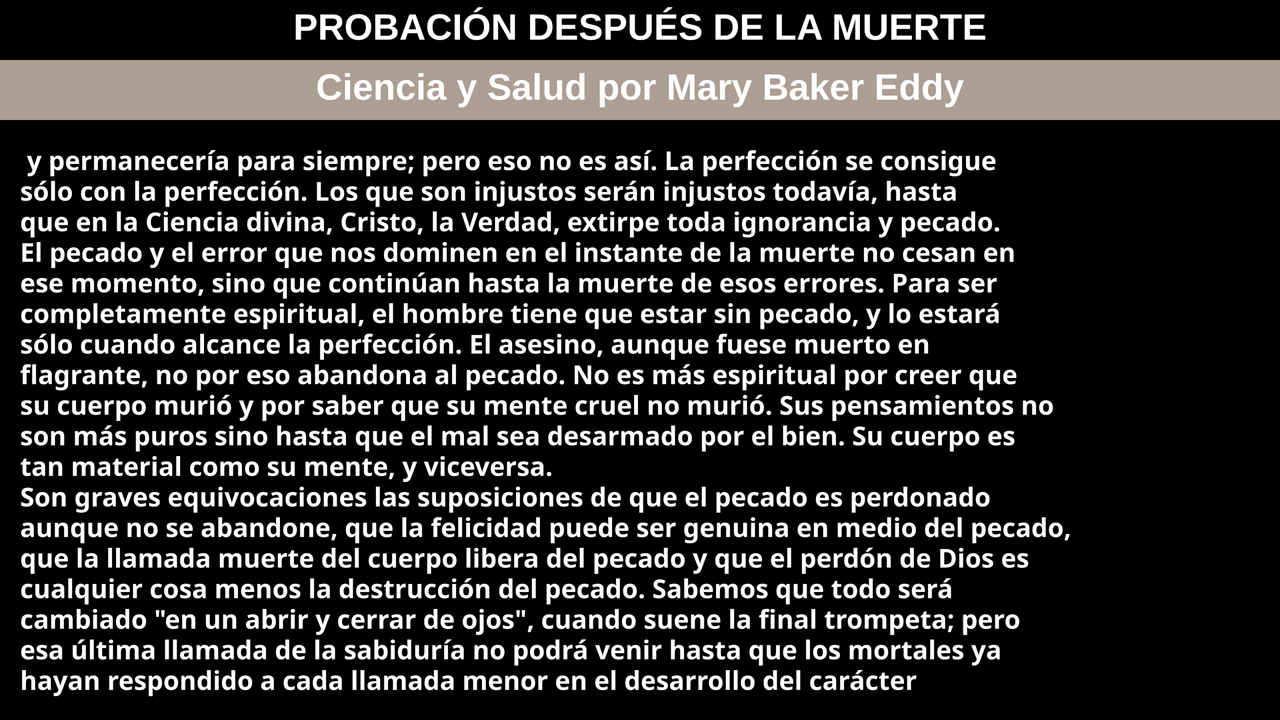 PROBACIÓN DESPUÉS DE LA MUERTE
Ciencia y Salud por Mary Baker Eddy
y permanecería para siempre; pero eso no es así. La perfección se consigue
sólo con la perfección. Los que son injustos serán injustos todavía, hasta
que en la Ciencia divina, Cristo, la Verdad, extirpe toda ignorancia y pecado.
El pecado y el error que nos dominen en el instante de la muerte no cesan en
ese momento, sino que continúan hasta la muerte de esos errores. Para ser
completamente espiritual, el hombre tiene que estar sin pecado, y lo estará
sólo cuando alcance la perfección. El asesino, aunque fuese muerto en
flagrante, no por eso abandona al pecado. No es más espiritual por creer que
su cuerpo murió y por saber que su mente cruel no murió. Sus pensamientos no
son más puros sino hasta que el mal sea desarmado por el bien. Su cuerpo es
tan material como su mente, y viceversa.
Son graves equivocaciones las suposiciones de que el pecado es perdonado
aunque no se abandone, que la felicidad puede ser genuina en medio del pecado,
que la llamada muerte del cuerpo libera del pecado y que el perdón de Dios es
cualquier cosa menos la destrucción del pecado. Sabemos que todo será
cambiado "en un abrir y cerrar de ojos", cuando suene la final trompeta; pero
esa última llamada de la sabiduría no podrá venir hasta que los mortales ya
hayan respondido a cada llamada menor en el desarrollo del carácter